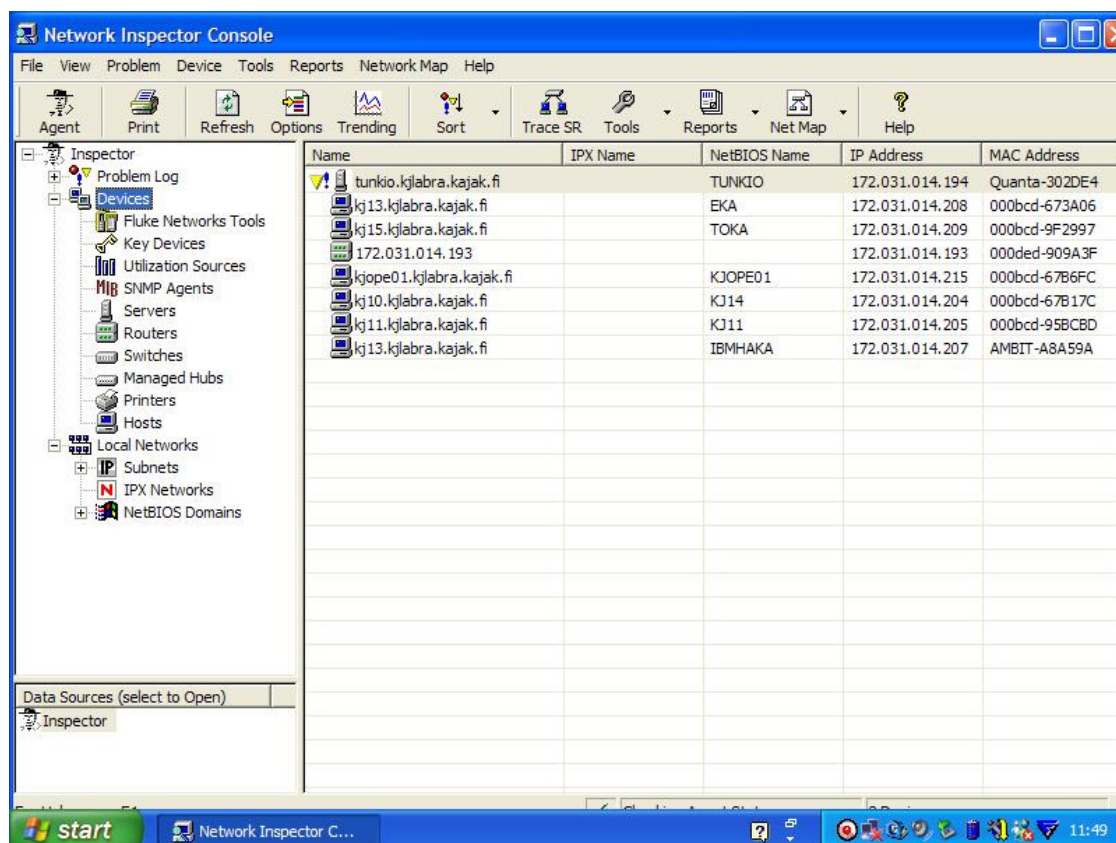 Network Inspector Console
File View Problem Device Tools Reports Network Map Help
Agent Print Refresh Options Trending Sort Trace SR Tools Reports Net Map Help
Inspector
Problem Log
Devices
Fluke Networks Tools
Key Devices
Utilization Sources
MIB SNMP Agents
Servers
Routers
Switches
Managed Hubs
Printers
Hosts
Local Networks
IP Subnets
N IPX Networks
NetBIOS Domains
Name IPX Name NetBIOS Name IP Address MAC Address
tunkio.kjlabra.kajak.fi TUNKIO 172.031.014.194 Quanta-302DE4
kj13.kjlabra.kajak.fi EKA 172.031.014.208 000bcd-673A06
kj15.kjlabra.kajak.fi TOKA 172.031.014.209 000bcd-9F2997
172.031.014.193 172.031.014.193 000ded-909A3F
kjope01.kjlabra.kajak.fi KJOPE01 172.031.014.215 000bcd-67B6FC
kj10.kjlabra.kajak.fi KJ14 172.031.014.204 000bcd-67B17C
kj11.kjlabra.kajak.fi KJ11 172.031.014.205 000bcd-95BCBD
kj13.kjlabra.kajak.fi IBMHAKA 172.031.014.207 AMBIT-A8A59A
Data Sources (select to Open)
Inspector
start Network Inspector C... 11:49